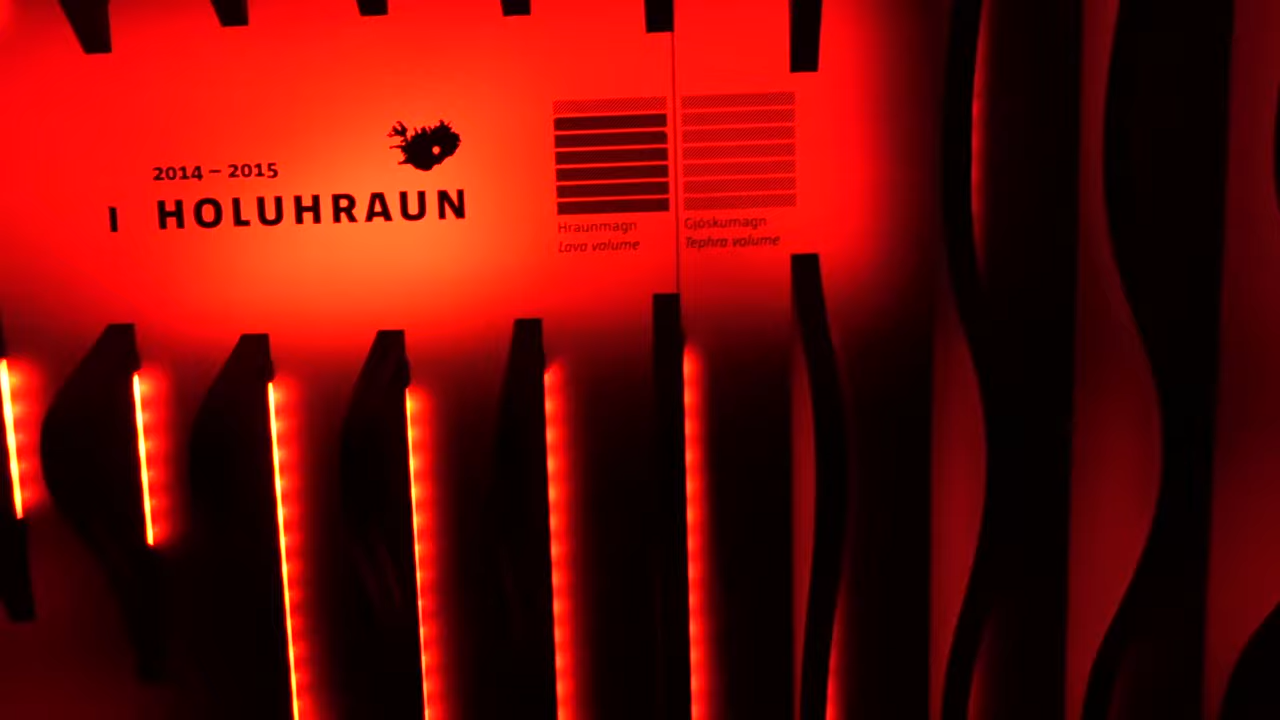 2014 – 2015
I HOLUHRAUN
Hraunmagn
Lava volume
Gjóskumagn
Tephra volume